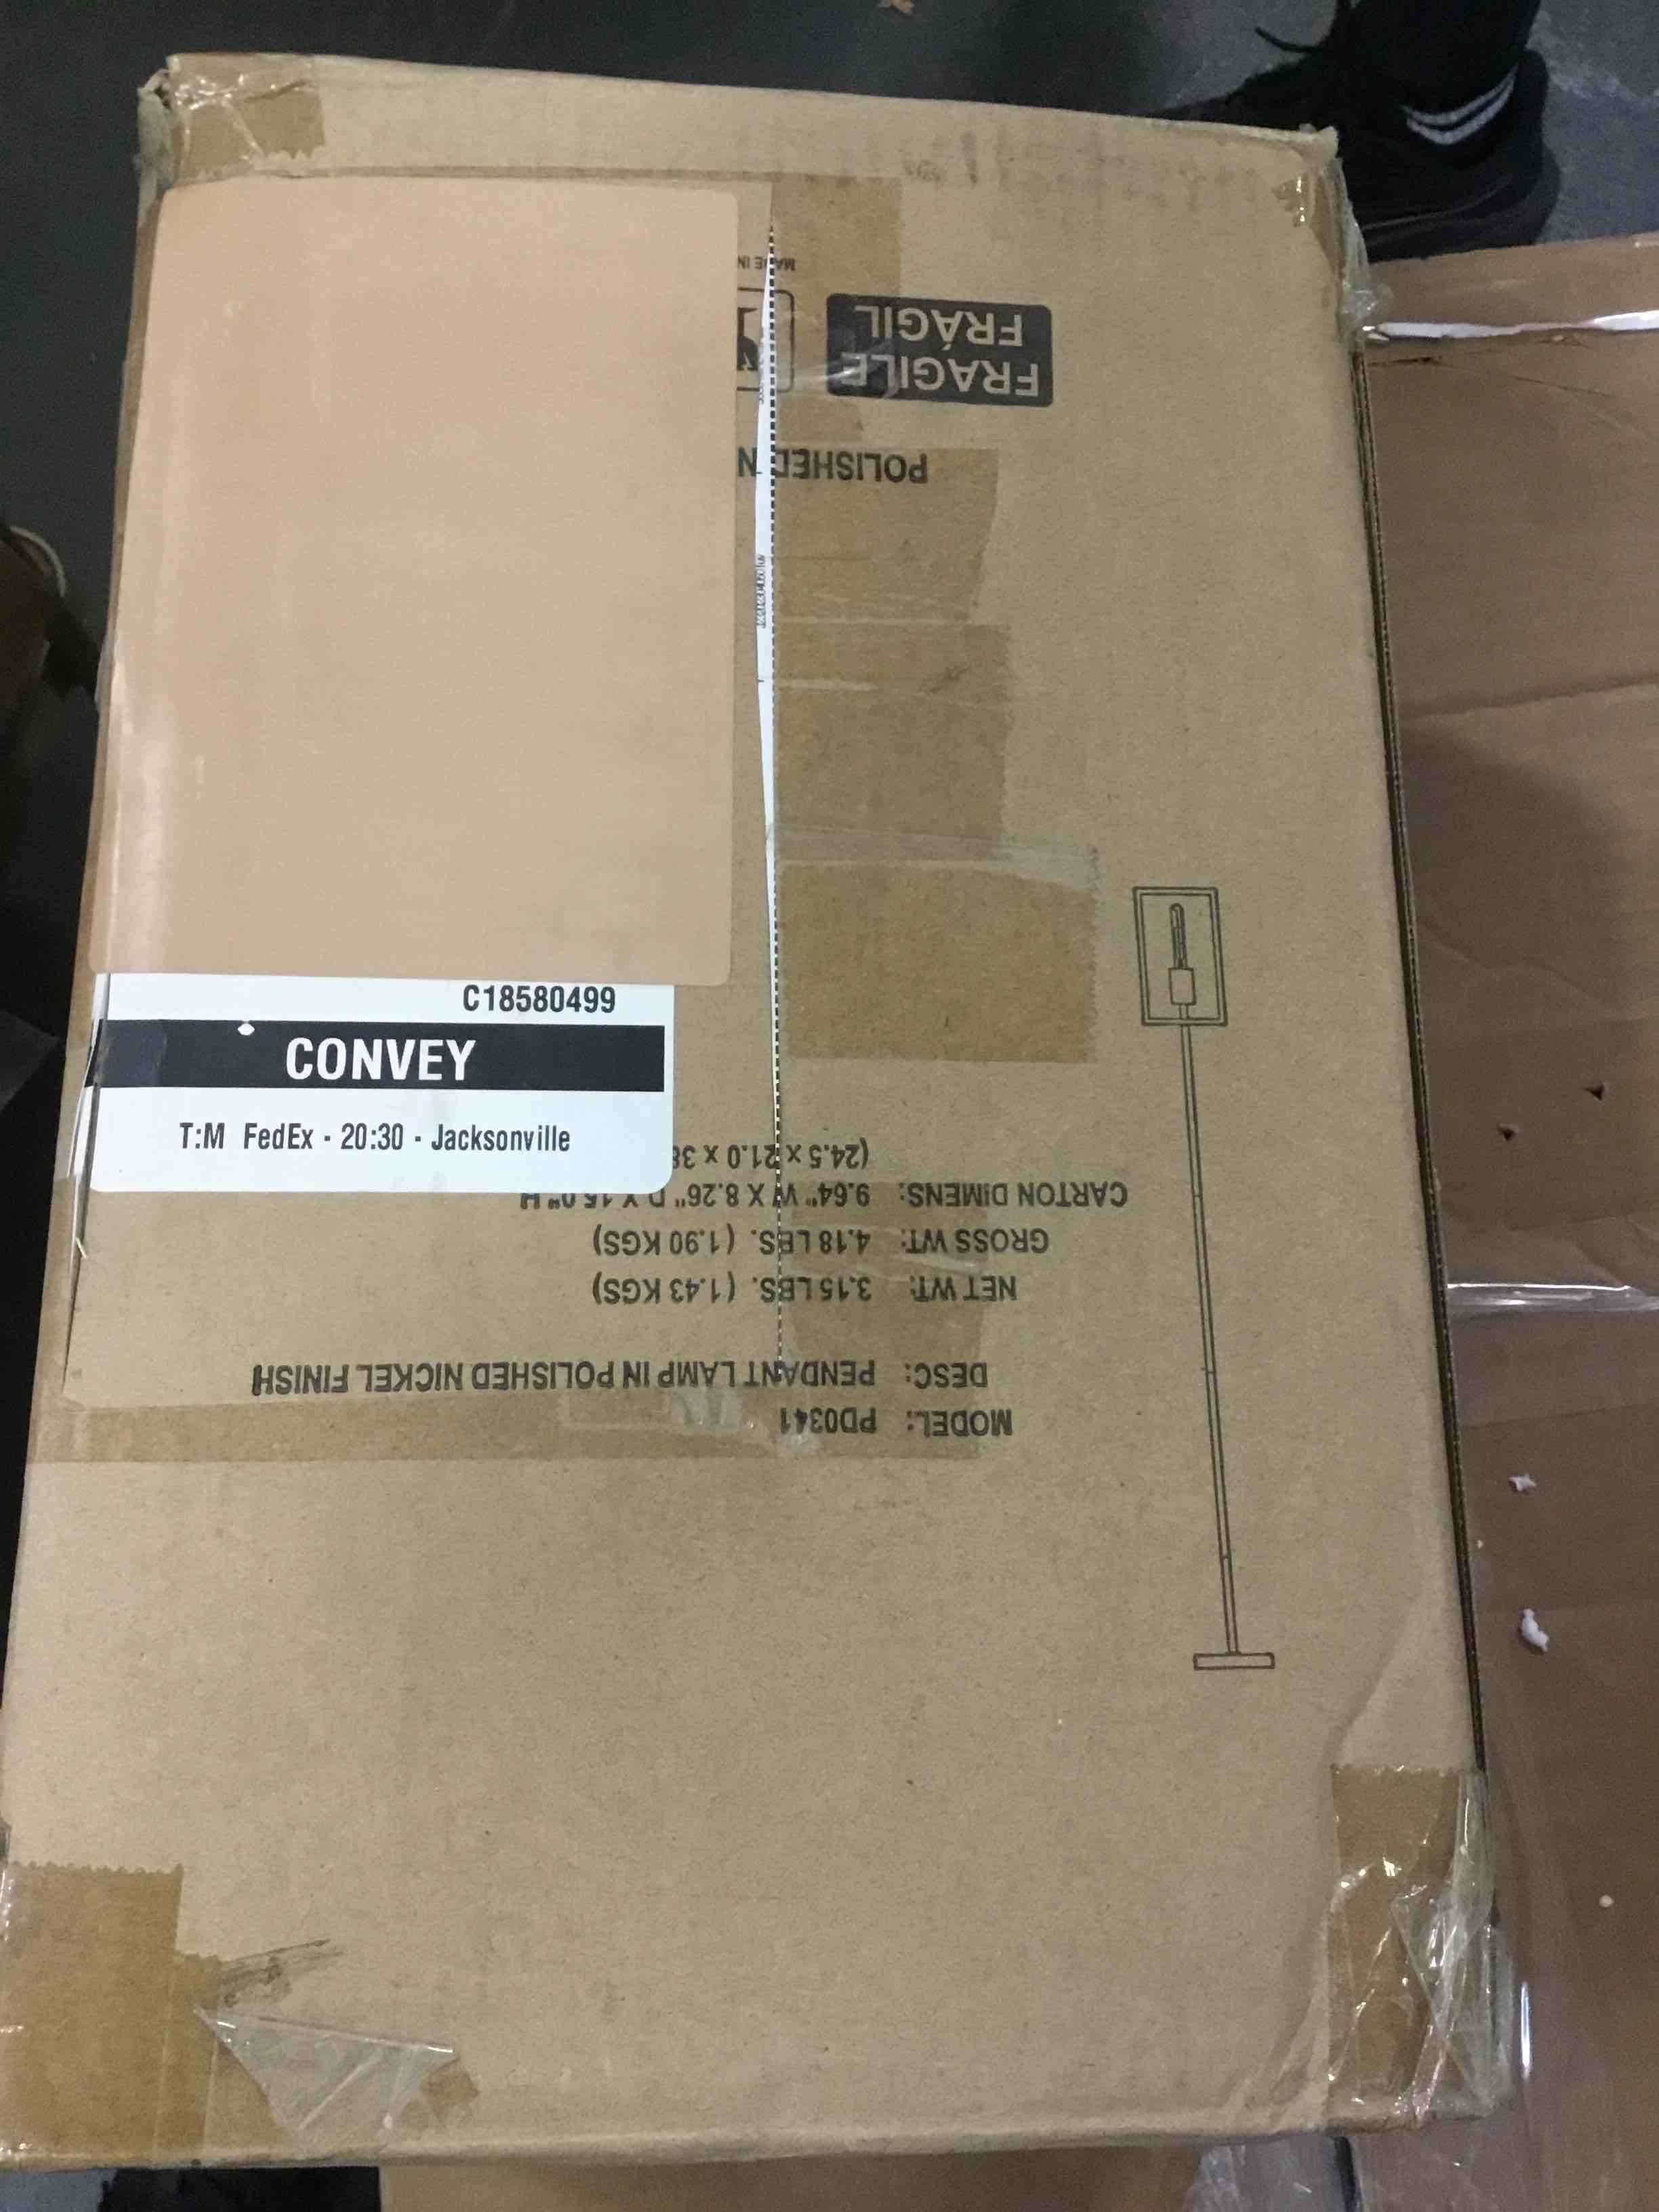 C18580499
CONVEY
T:M FedEx - 20:30 - Jacksonville
MODEL: PD0341
DESC: PENDANT LAMP IN POLISHED NICKEL FINISH
NET WT: 3.15 LBS. (1.43 KGS)
GROSS WT: 4.18 LBS. (1.90 KGS)
CARTON DIMENS: 9.64" W X 8.26" D X 15.0" H
(24.5 x 21.0 x 38
POLISHED N
FRAGILE
FRÁGIL
MADE IN